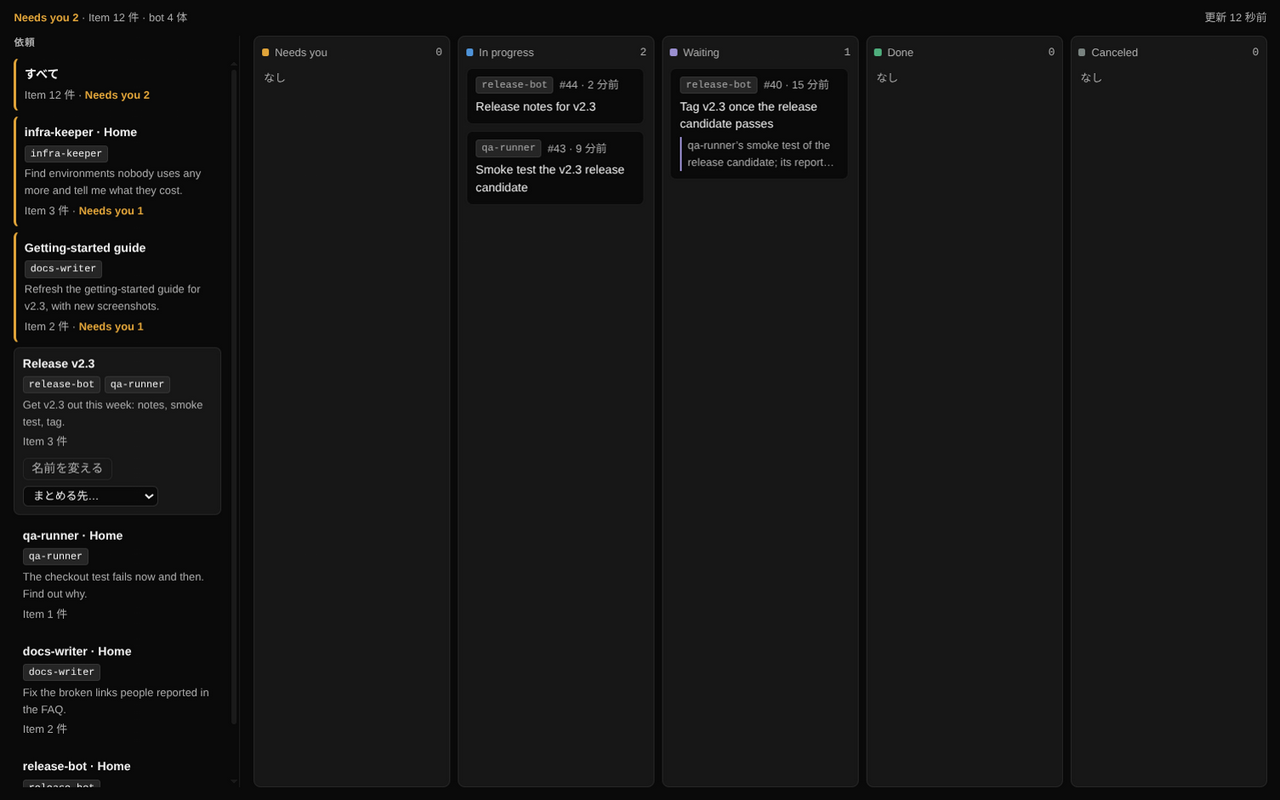 Needs you 2 · Item 12 件 · bot 4 体
更新 12 秒前
依頼
すべて
Item 12 件 · Needs you 2
infra-keeper · Home
infra-keeper
Find environments nobody uses any
more and tell me what they cost.
Item 3 件 · Needs you 1
Getting-started guide
docs-writer
Refresh the getting-started guide for
v2.3, with new screenshots.
Item 2 件 · Needs you 1
Release v2.3
release-bot qa-runner
Get v2.3 out this week: notes, smoke
test, tag.
Item 3 件
名前を変える
まとめる先…
qa-runner · Home
qa-runner
The checkout test fails now and then.
Find out why.
Item 1 件
docs-writer · Home
docs-writer
Fix the broken links people reported in
the FAQ.
Item 2 件
release-bot · Home
release-bot
Needs you 0
なし
In progress 2
release-bot #44 · 2 分前
Release notes for v2.3
qa-runner #43 · 9 分前
Smoke test the v2.3 release
candidate
Waiting 1
release-bot #40 · 15 分前
Tag v2.3 once the release
candidate passes
qa-runner's smoke test of the
release candidate; its report…
Done 0
なし
Canceled 0
なし